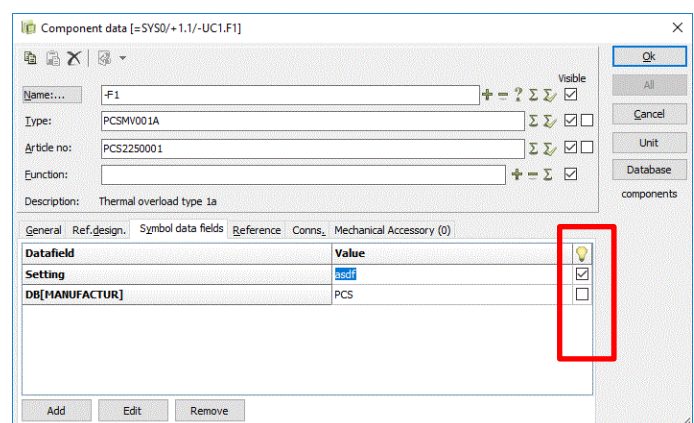 Component data [=SYS0/+1.1/-UC1.F1]
Ok
Visible
All
Name:...
-F1
Type:
PCSMV001A
Cancel
Article no:
PCS2250001
Unit
Function:
Database
Description: Thermal overload type 1a
components
General Ref.design. Symbol data fields Reference Conns. Mechanical Accessory (0)
Datafield Value
Setting asdf
DB[MANUFACTUR] PCS
Add Edit Remove